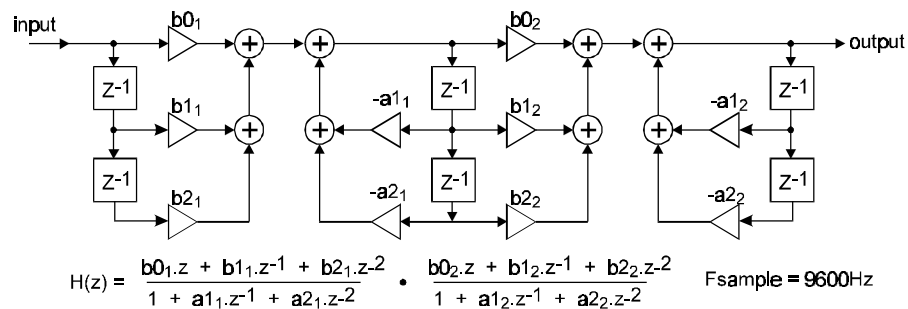 input b0₁ b0₂ output
z-1 z-1 z-1
b1₁ -a1₁ b1₂ -a1₂
z-1 z-1 z-1
b2₁ -a2₁ b2₂ -a2₂
H(z) = b0₁.z + b1₁.z-1 + b2₁.z-2 • b0₂.z + b1₂.z-1 + b2₂.z-2 Fsample = 9600Hz
1 + a1₁.z-1 + a2₁.z-2 1 + a1₂.z-1 + a2₂.z-2